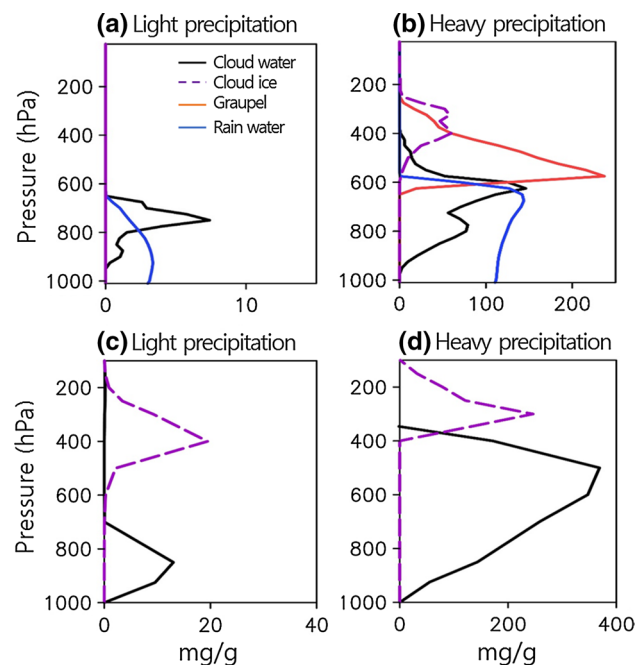 (a) Light precipitation
(b) Heavy precipitation
Cloud water
Cloud ice
Graupel
Rain water
Pressure (hPa)
200
400
600
800
1000
0
10
200
400
600
800
1000
0
100
200
(c) Light precipitation
(d) Heavy precipitation
Pressure (hPa)
200
400
600
800
1000
0
20
40
mg/g
200
400
600
800
1000
0
200
400
mg/g